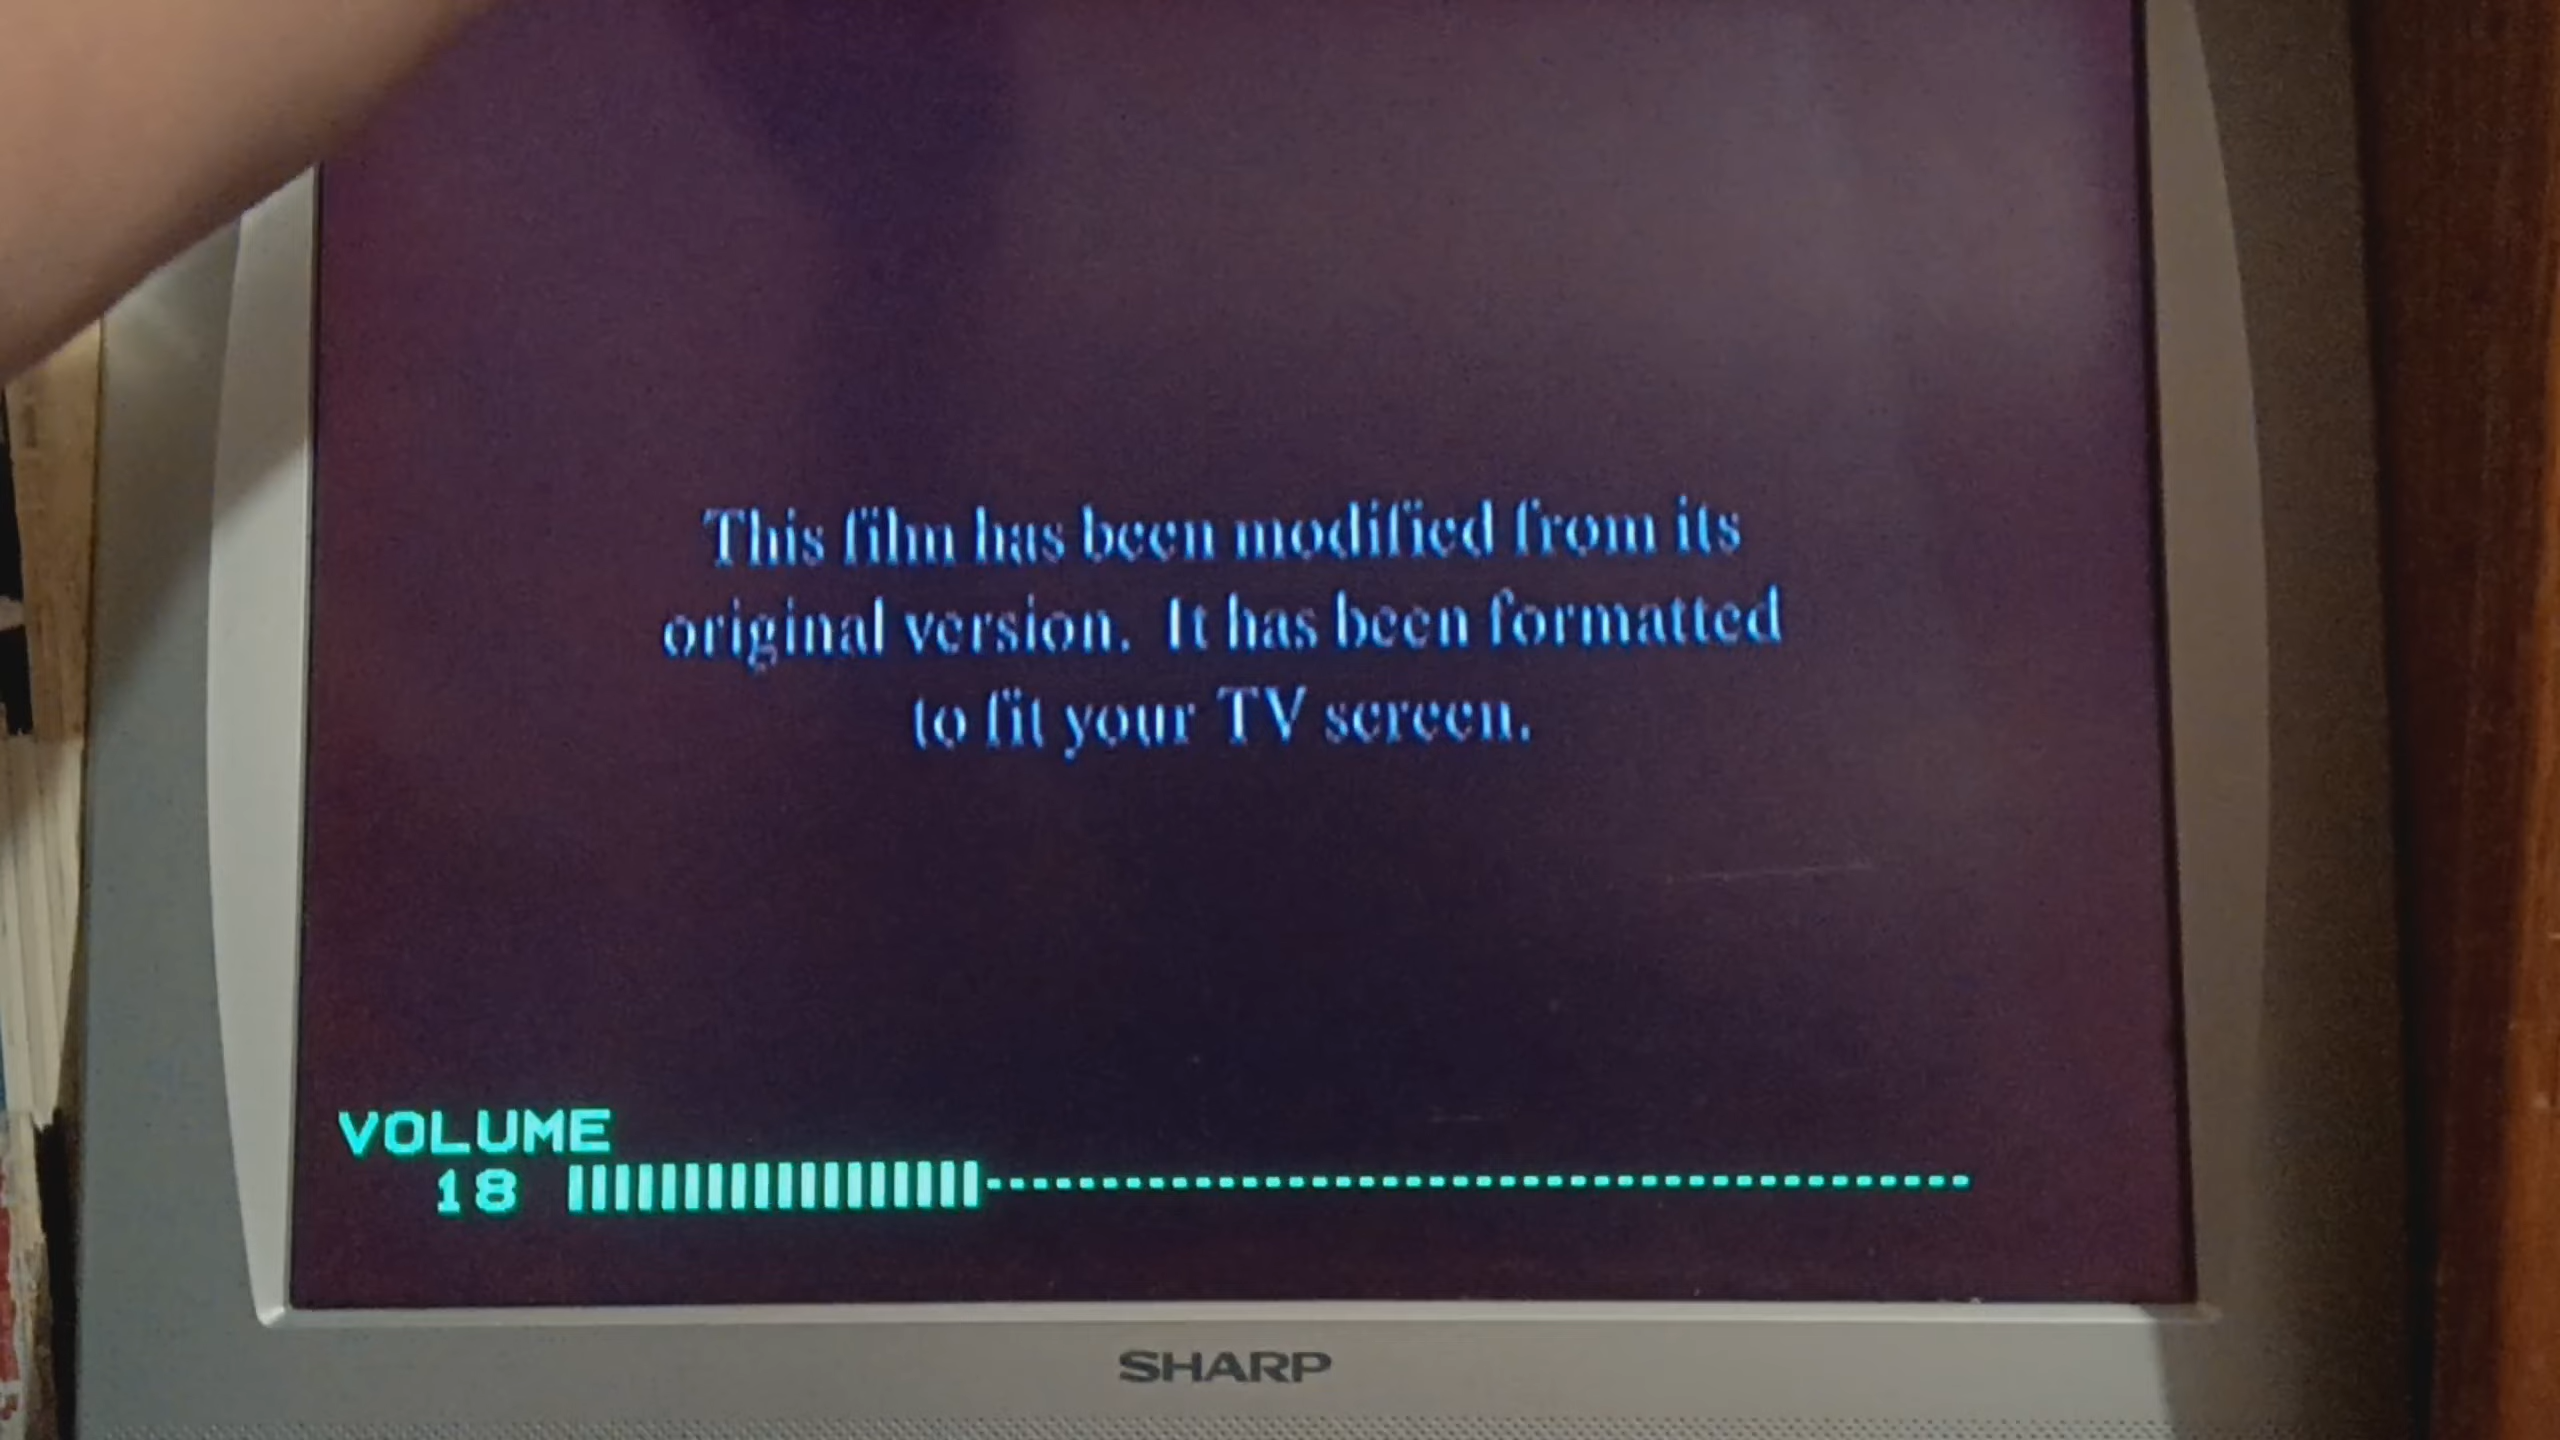 This film has been modified from its
original version. It has been formatted
to fit your TV screen.
VOLUME
18
SHARP